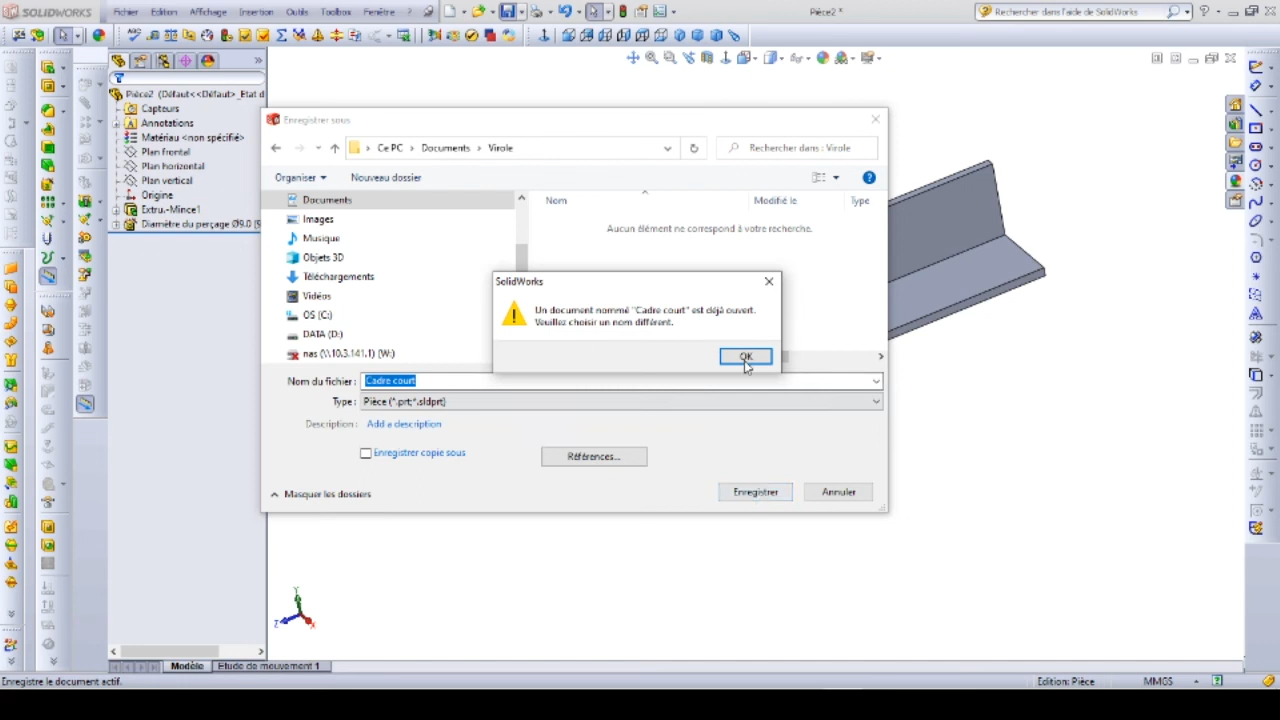 SOLIDWORKS
Fichier Edition Affichage Insertion Outils Toolbox Fenêtre ?
Pièce2 *
Rechercher dans l'aide de SolidWorks
Pièce2 (Défaut<<Défaut>_Etat d
Capteurs
Annotations
Matériau <non spécifié>
Plan frontal
Plan horizontal
Plan vertical
Origine
Extru.-Mince1
Diamètre du perçage Ø9.0 (9
Enregistrer sous
Ce PC > Documents > Virole
Rechercher dans : Virole
Organiser
Nouveau dossier
Documents
Images
Musique
Objets 3D
Téléchargements
Vidéos
OS (C:)
DATA (D:)
nas (\\10.3.141.1) (W:)
Nom
Modifié le
Type
Aucun élément ne correspond à votre recherche.
SolidWorks
Un document nommé "Cadre court" est déjà ouvert.
Veuillez choisir un nom différent.
OK
Nom du fichier : Cadre court
Type : Pièce (*.prt;*.sldprt)
Description : Add a description
Enregistrer copie sous
Références...
Masquer les dossiers
Enregistrer
Annuler
Y
Z
X
Modèle
Etude de mouvement 1
Enregistre le document actif.
Edition: Pièce
MMGS